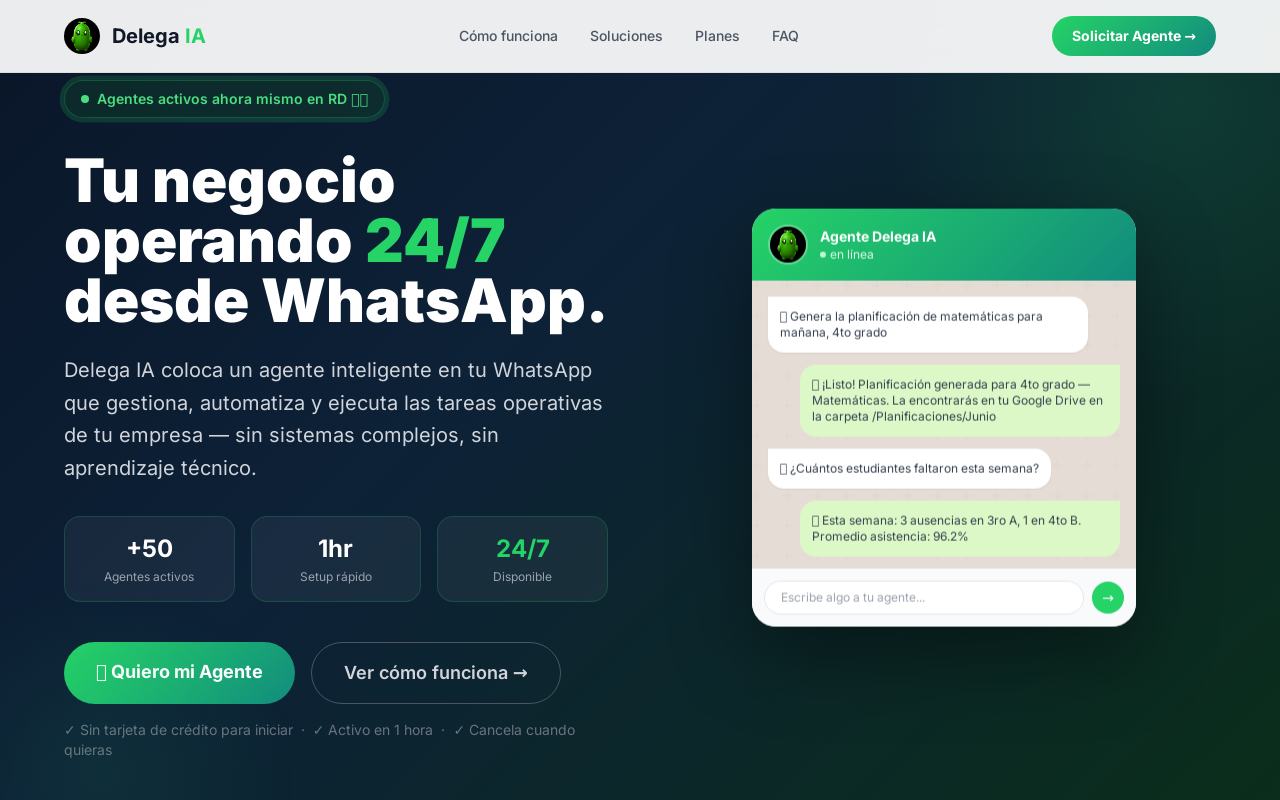 Delega IA
Cómo funciona
Soluciones
Planes
FAQ
Solicitar Agente →
Agentes activos ahora mismo en RD
Tu negocio
operando 24/7
desde WhatsApp.
Delega IA coloca un agente inteligente en tu WhatsApp
que gestiona, automatiza y ejecuta las tareas operativas
de tu empresa — sin sistemas complejos, sin
aprendizaje técnico.
+50
Agentes activos
1hr
Setup rápido
24/7
Disponible
Quiero mi Agente
Ver cómo funciona →
✓ Sin tarjeta de crédito para iniciar · ✓ Activo en 1 hora · ✓ Cancela cuando
quieras
Agente Delega IA
en línea
Genera la planificación de matemáticas para
mañana, 4to grado
¡Listo! Planificación generada para 4to grado —
Matemáticas. La encontrarás en tu Google Drive en
la carpeta /Planificaciones/Junio
¿Cuántos estudiantes faltaron esta semana?
Esta semana: 3 ausencias en 3ro A, 1 en 4to B.
Promedio asistencia: 96.2%
Escribe algo a tu agente...
→